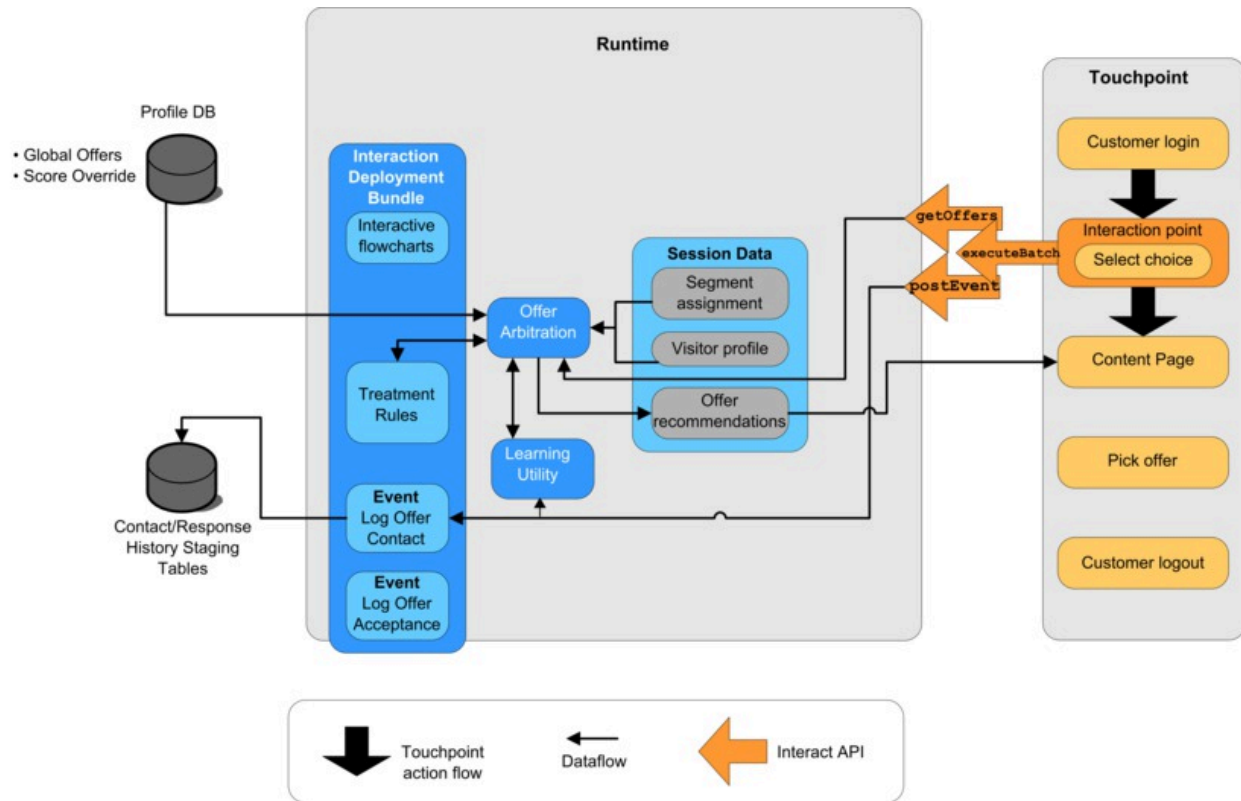 Runtime
Touchpoint
Profile DB
• Global Offers
• Score Override
Interaction
Deployment
Bundle
Interactive
flowcharts
Treatment
Rules
Event
Log Offer
Contact
Event
Log Offer
Acceptance
Contact/Response
History Staging
Tables
Offer
Arbitration
Learning
Utility
Session Data
Segment
assignment
Visitor profile
Offer
recommendations
getOffers
executeBatch
postEvent
Customer login
Interaction point
Select choice
Content Page
Pick offer
Customer logout
Touchpoint
action flow
Dataflow
Interact API